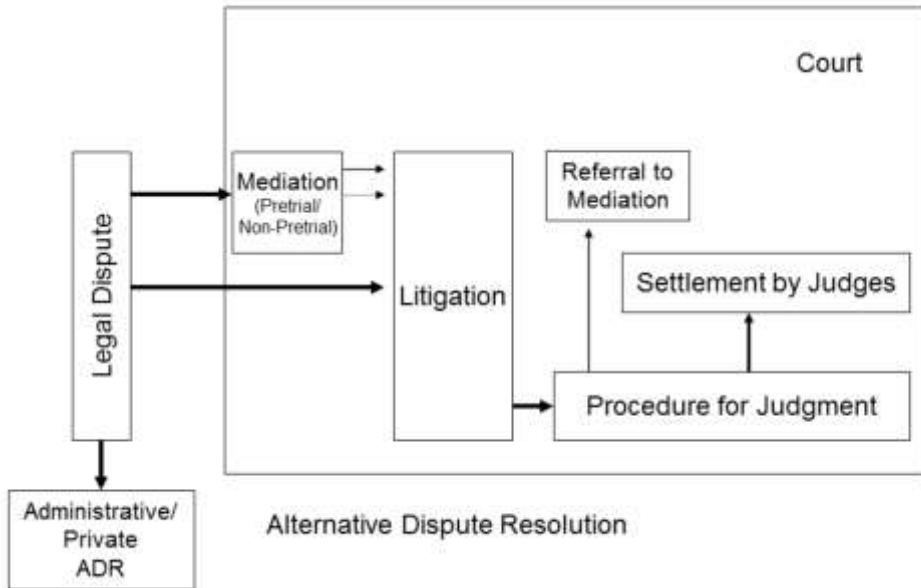 Court
Legal Dispute
Mediation
(Pretrial/
Non-Pretrial)
Litigation
Referral to
Mediation
Settlement by Judges
Procedure for Judgment
Administrative/
Private
ADR
Alternative Dispute Resolution